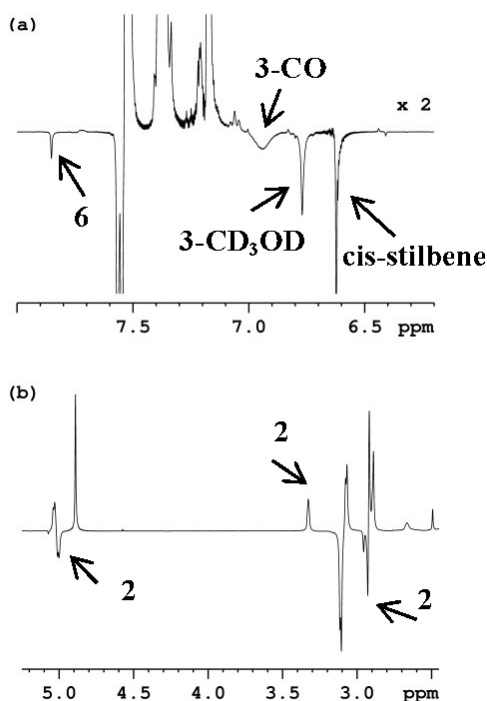 (a)
3-CO
x 2
6
3-CD₃OD
cis-stilbene
7.5 7.0 6.5 ppm
(b)
2
2
2
5.0 4.5 4.0 3.5 3.0 ppm